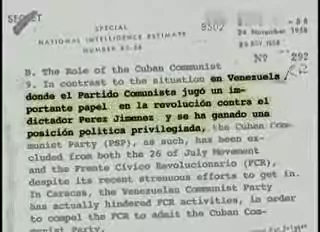 SECRET
SPECIAL
NATIONAL INTELLIGENCE ESTIMATE
NUMBER 85-58
8502
24 November 1958
Nº 292
B. The Role of the Cuban Communist
9. In contrast to the situation en Venezuela
donde el Partido Comunista jugó un im-
portante papel en la revolución contra el
dictador Perez Jimenez y se ha ganado una
posición politica privilegiada, the Cuban Com-
munist Party (PSP), as such, has been ex-
cluded from both the 26 of July Movement
and the Frente Cívico Revolucionario (FCR),
despite its recent strenuous efforts to get in.
In Caracas, the Venezuelan Communist Party
has actually hindered FCR activities, in order
to compel the FCR to admit the Cuban Com-
munist Party.